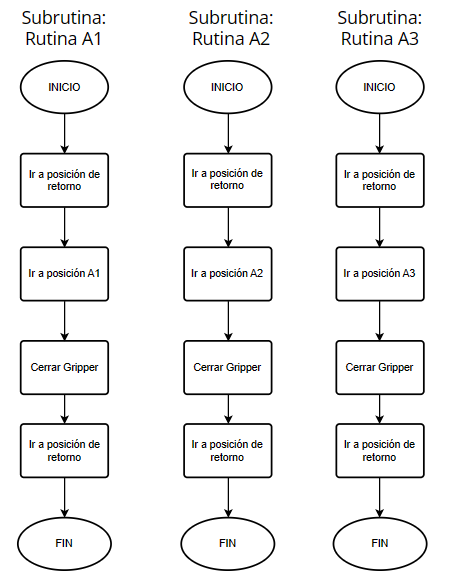 Subrutina:
Rutina A1
INICIO
Ir a posición de
retorno
Ir a posición A1
Cerrar Gripper
Ir a posición de
retorno
FIN
Subrutina:
Rutina A2
INICIO
Ir a posición de
retorno
Ir a posición A2
Cerrar Gripper
Ir a posición de
retorno
FIN
Subrutina:
Rutina A3
INICIO
Ir a posición de
retorno
Ir a posición A3
Cerrar Gripper
Ir a posición de
retorno
FIN